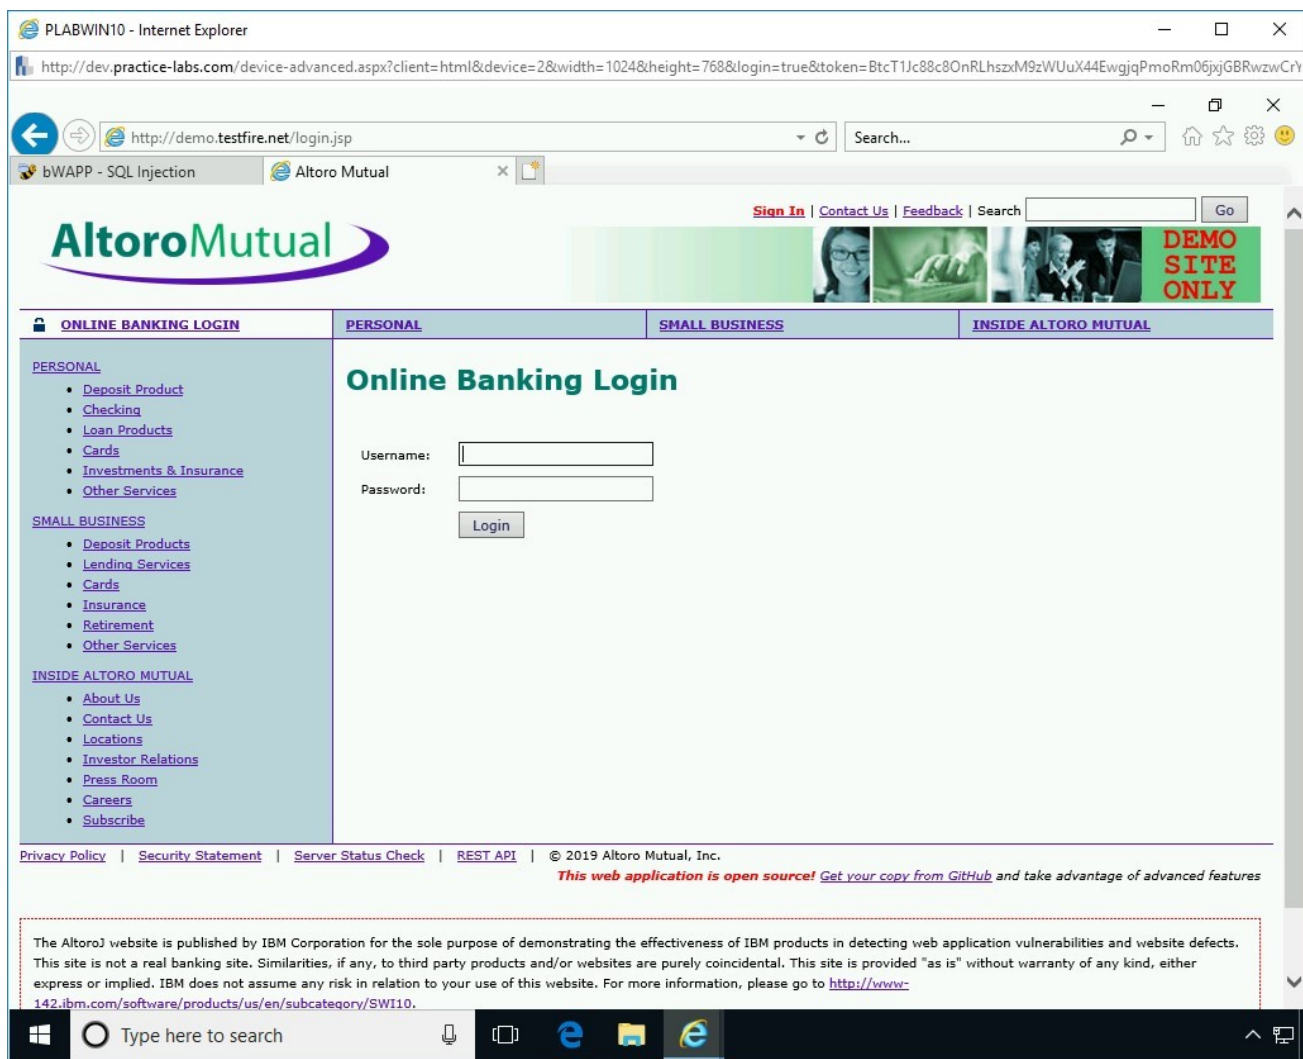 PLABWIN10 - Internet Explorer
http://dev.practice-labs.com/device-advanced.aspx?client=html&device=2&width=1024&height=768&login=true&token=BtcT1Jc88c8OnRLhszxM9zWUuX44EwgjqPmoRm06jxjGBRwzwCrY
http://demo.testfire.net/login.jsp
Search...
bWAPP - SQL Injection
Altoro Mutual
Sign In | Contact Us | Feedback | Search
Go
AltoroMutual
DEMO
SITE
ONLY
ONLINE BANKING LOGIN
PERSONAL
SMALL BUSINESS
INSIDE ALTORO MUTUAL
PERSONAL
Deposit Product
Checking
Loan Products
Cards
Investments & Insurance
Other Services
SMALL BUSINESS
Deposit Products
Lending Services
Cards
Insurance
Retirement
Other Services
INSIDE ALTORO MUTUAL
About Us
Contact Us
Locations
Investor Relations
Press Room
Careers
Subscribe
Online Banking Login
Username:
Password:
Login
Privacy Policy | Security Statement | Server Status Check | REST API | © 2019 Altoro Mutual, Inc.
This web application is open source! Get your copy from GitHub and take advantage of advanced features
The AltoroJ website is published by IBM Corporation for the sole purpose of demonstrating the effectiveness of IBM products in detecting web application vulnerabilities and website defects.
This site is not a real banking site. Similarities, if any, to third party products and/or websites are purely coincidental. This site is provided "as is" without warranty of any kind, either
express or implied. IBM does not assume any risk in relation to your use of this website. For more information, please go to http://www-
142.ibm.com/software/products/us/en/subcategory/SWI10.
Type here to search